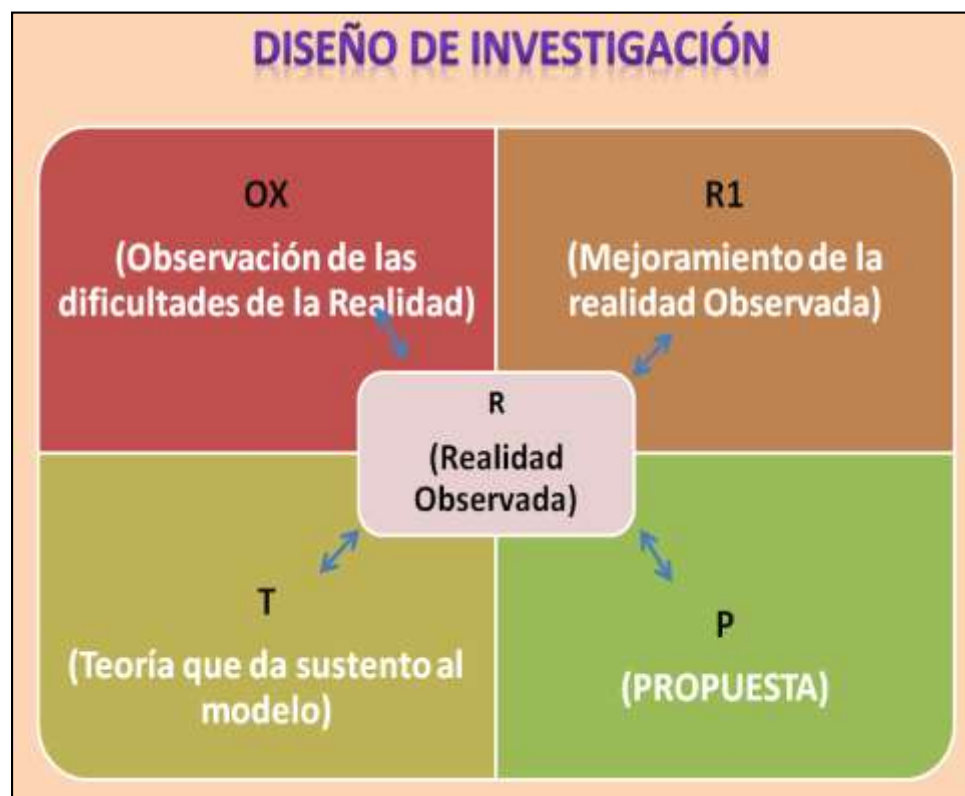 DISEÑO DE INVESTIGACIÓN
OX
(Observación de las
dificultades de la Realidad)
R1
(Mejoramiento de la
realidad Observada)
R
(Realidad
Observada)
T
(Teoría que da sustento al
modelo)
P
(PROPUESTA)